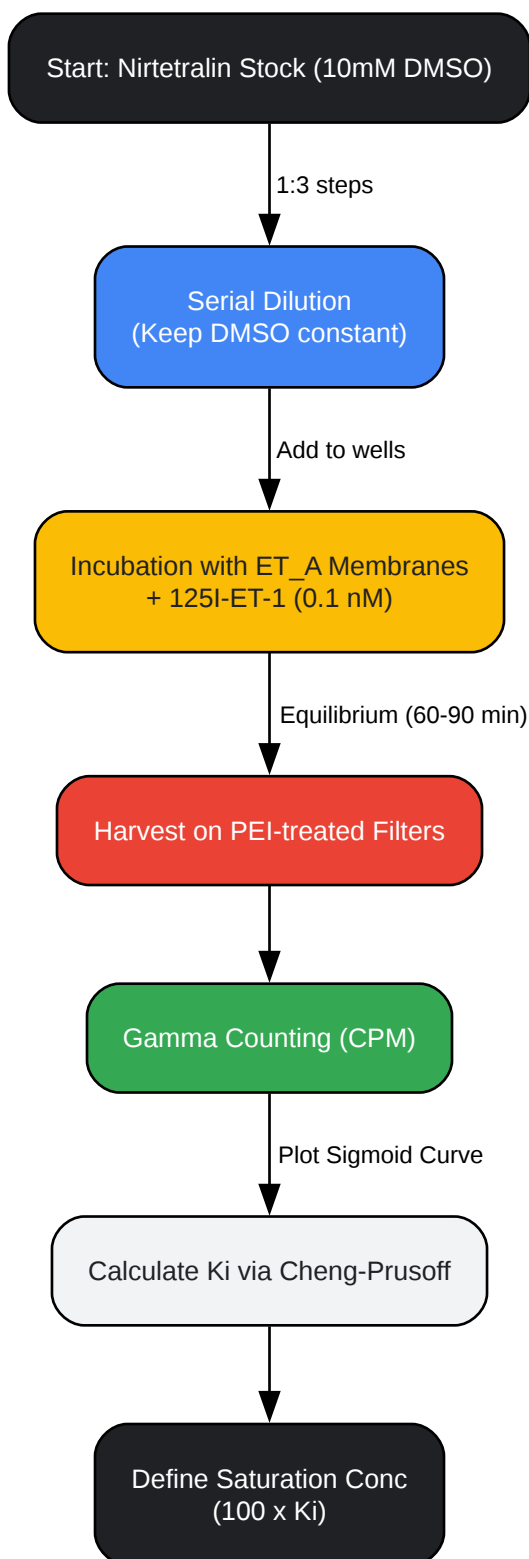 Start: Nirtetralin Stock (10mM DMSO)
1:3 steps
Serial Dilution
(Keep DMSO constant)
Add to wells
Incubation with ET_A Membranes
+ 125I-ET-1 (0.1 nM)
Equilibrium (60-90 min)
Harvest on PEI-treated Filters
Gamma Counting (CPM)
Plot Sigmoid Curve
Calculate Ki via Cheng-Prusoff
Define Saturation Conc
(100 x Ki)